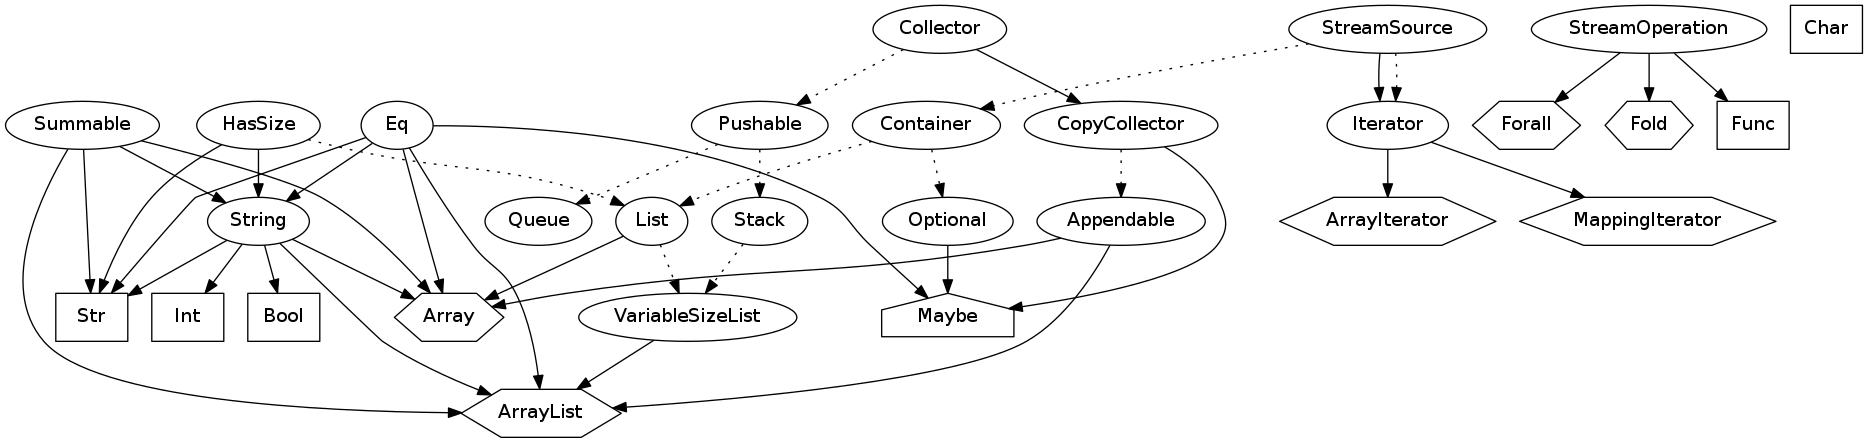 Collector
StreamSource
StreamOperation
Char
Summable
HasSize
Eq
Pushable
Container
CopyCollector
Iterator
Forall
Fold
Func
String
Queue
List
Stack
Optional
Appendable
ArrayIterator
MappingIterator
Str
Int
Bool
Array
VariableSizeList
Maybe
ArrayList